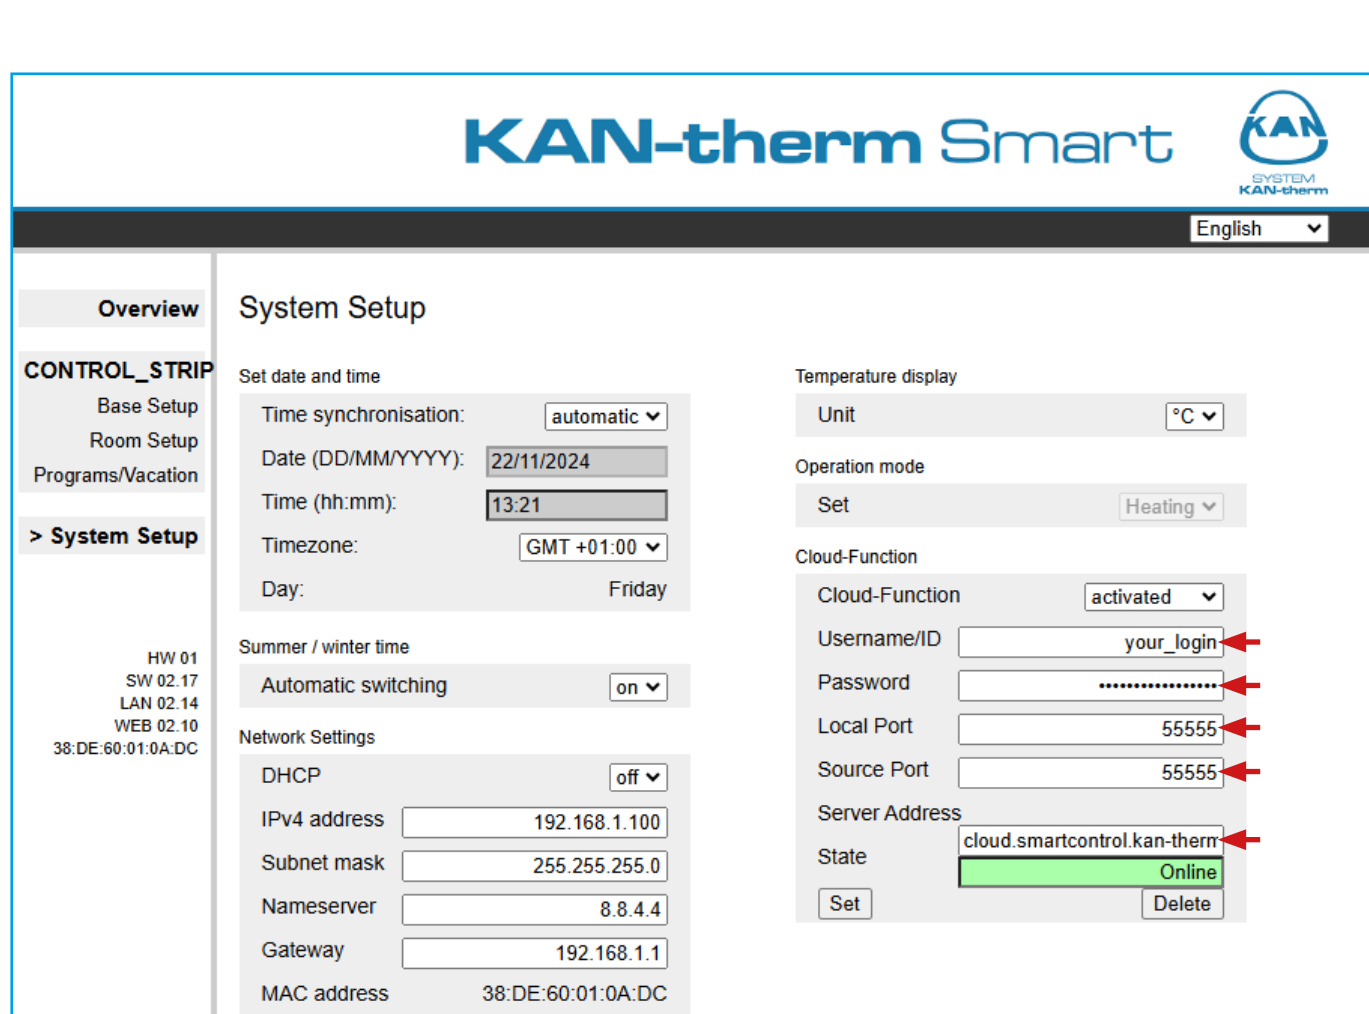 KAN-therm Smart
KAN
SYSTEM
KAN-therm
English
Overview
CONTROL_STRIP
Base Setup
Room Setup
Programs/Vacation
> System Setup
HW 01
SW 02.17
LAN 02.14
WEB 02.10
38:DE:60:01:0A:DC
System Setup
Set date and time
Time synchronisation: automatic
Date (DD/MM/YYYY): 22/11/2024
Time (hh:mm): 13:21
Timezone: GMT +01:00
Day: Friday
Summer / winter time
Automatic switching on
Network Settings
DHCP off
IPv4 address 192.168.1.100
Subnet mask 255.255.255.0
Nameserver 8.8.4.4
Gateway 192.168.1.1
MAC address 38:DE:60:01:0A:DC
Temperature display
Unit °C
Operation mode
Set Heating
Cloud-Function
Cloud-Function activated
Username/ID your_login
Password •••••••••••••••••
Local Port 55555
Source Port 55555
Server Address
cloud.smartcontrol.kan-therm
State Online
Set Delete